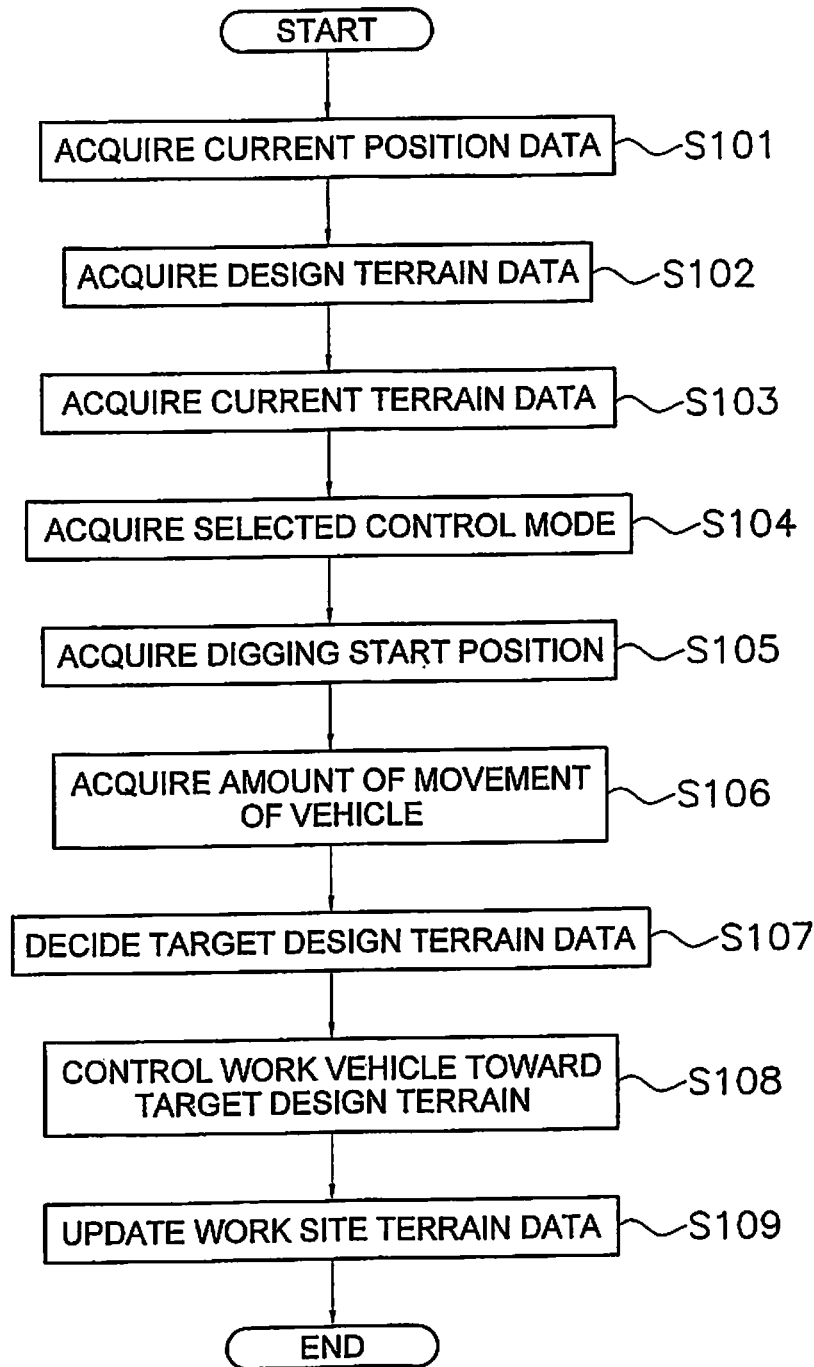 START
ACQUIRE CURRENT POSITION DATA S101
ACQUIRE DESIGN TERRAIN DATA S102
ACQUIRE CURRENT TERRAIN DATA S103
ACQUIRE SELECTED CONTROL MODE S104
ACQUIRE DIGGING START POSITION S105
ACQUIRE AMOUNT OF MOVEMENT
OF VEHICLE S106
DECIDE TARGET DESIGN TERRAIN DATA S107
CONTROL WORK VEHICLE TOWARD
TARGET DESIGN TERRAIN S108
UPDATE WORK SITE TERRAIN DATA S109
END